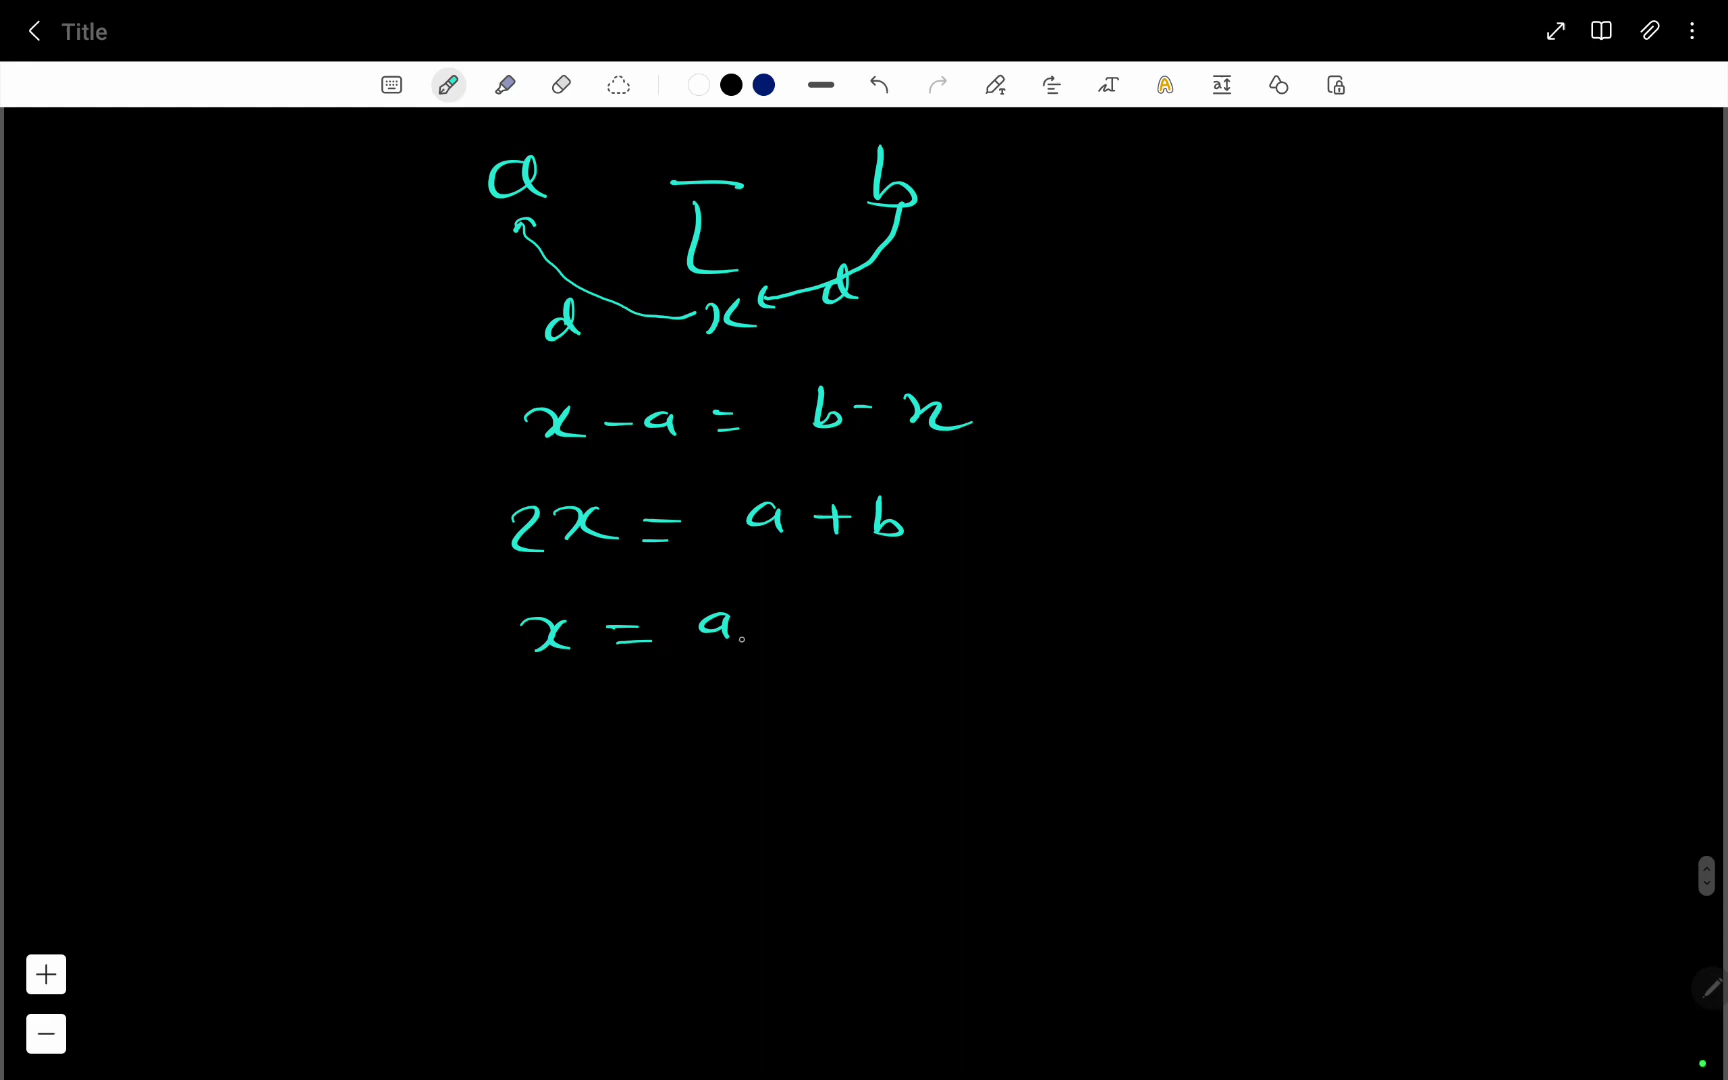 Title
a — b
d x d
x - a = b - x
2x = a + b
x = a